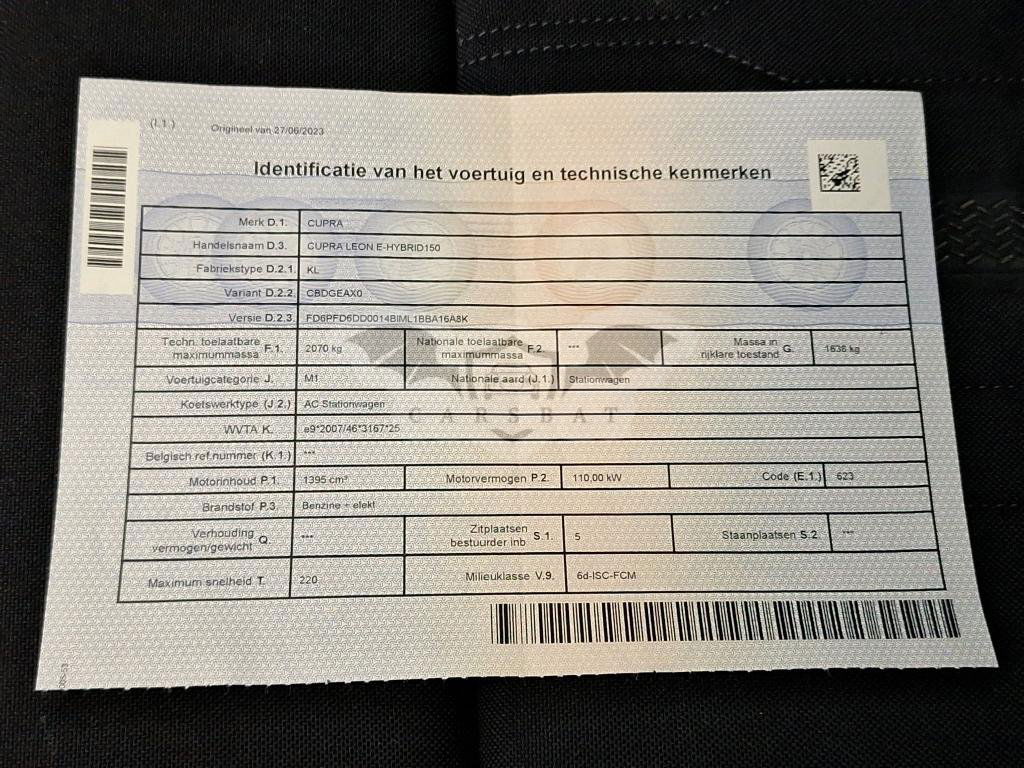 (I.1)
Origineel van 27/06/2023
Identificatie van het voertuig en technische kenmerken
Merk D.1. CUPRA
Handelsnaam D.3. CUPRA LEON E-HYBRID150
Fabriekstype D.2.1. KL
Variant D.2.2. CBDGEAX0
Versie D.2.3. FD6PFD6DD0014BIML1BBA16A8K
Techn. toelaatbare maximummassa F.1. 2070 kg Nationale toelaatbare maximummassa F.2. *** Massa in rijklare toestand G. 1638 kg
Voertuigcategorie J. M1 Nationale aard (J.1.) Stationwagen
Koetswerktype (J.2.) AC Stationwagen
CARSBAT
WVTA K. e9*2007/46*3167*25
Belgisch ref.nummer (K.1.) ***
Motorinhoud P.1. 1395 cm³ Motorvermogen P.2. 110,00 kW Code (E.1.) 623
Brandstof P.3. Benzine + elekt
Verhouding vermogen/gewicht Q. *** Zitplaatsen bestuurder inb S.1. 5 Staanplaatsen S.2. ***
Maximum snelheid T. 220 Milieuklasse V.9. 6d-ISC-FCM